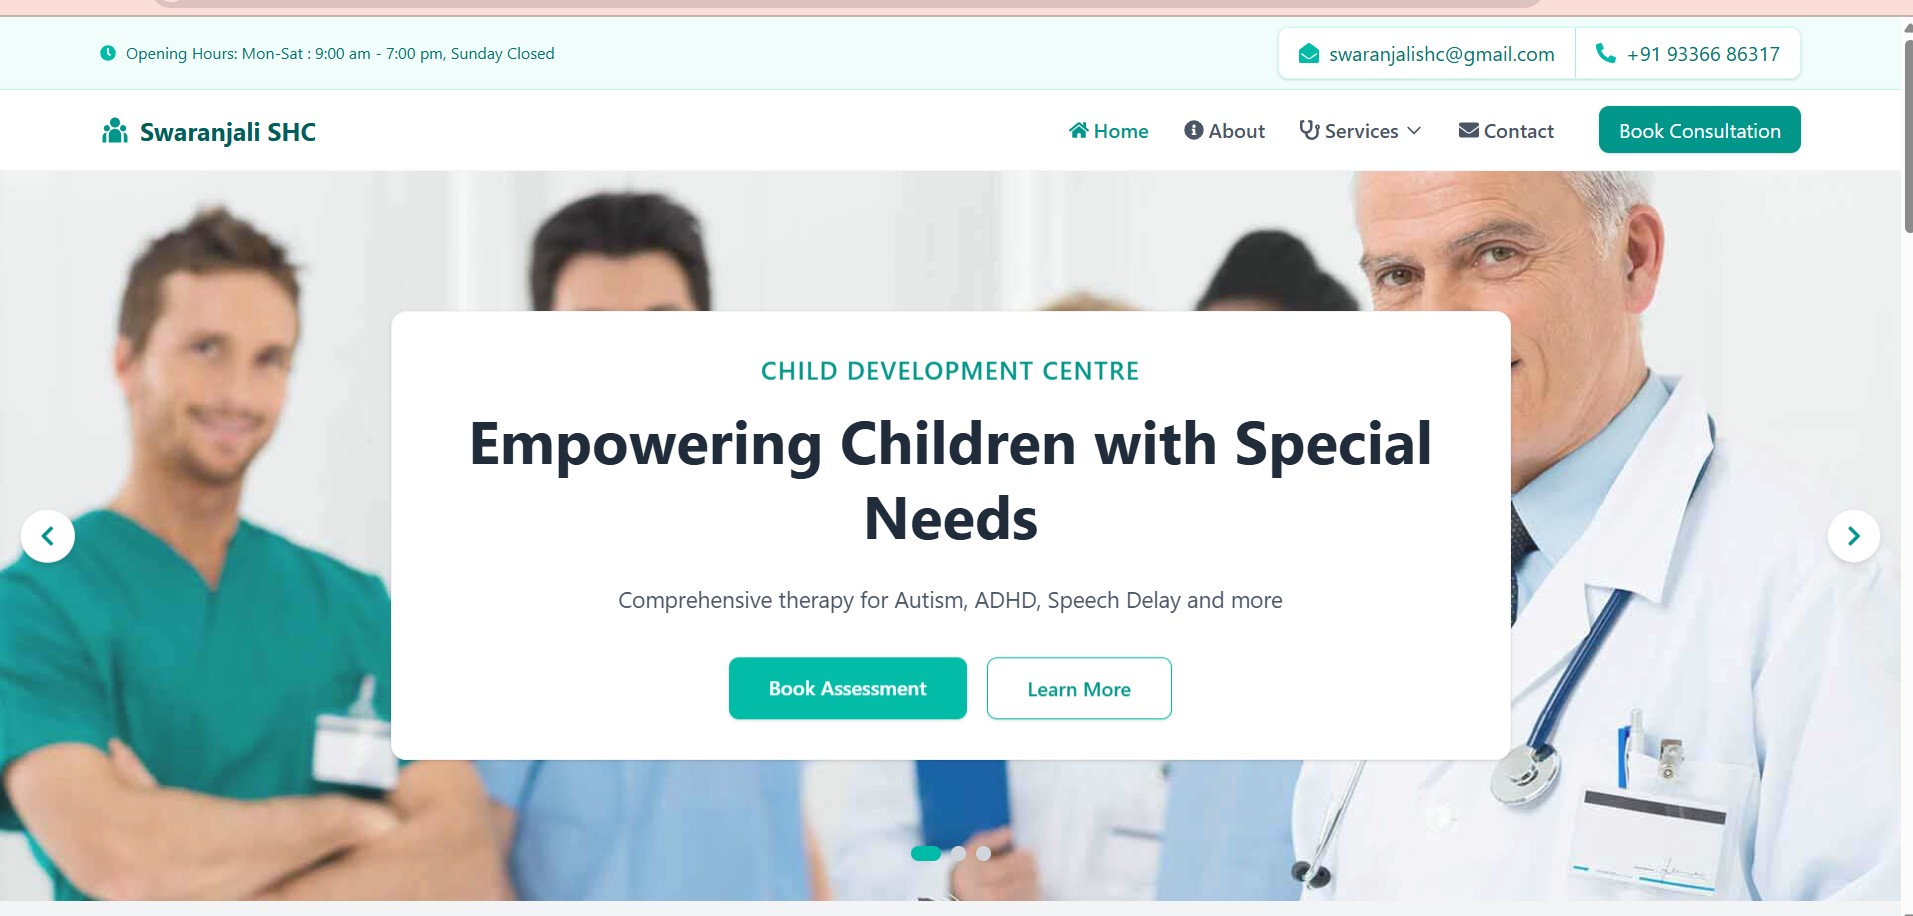 Opening Hours: Mon-Sat : 9:00 am - 7:00 pm, Sunday Closed
swaranjalishc@gmail.com
+91 93366 86317
Swaranjali SHC
Home
About
Services
Contact
Book Consultation
CHILD DEVELOPMENT CENTRE
Empowering Children with Special
Needs
Comprehensive therapy for Autism, ADHD, Speech Delay and more
Book Assessment
Learn More